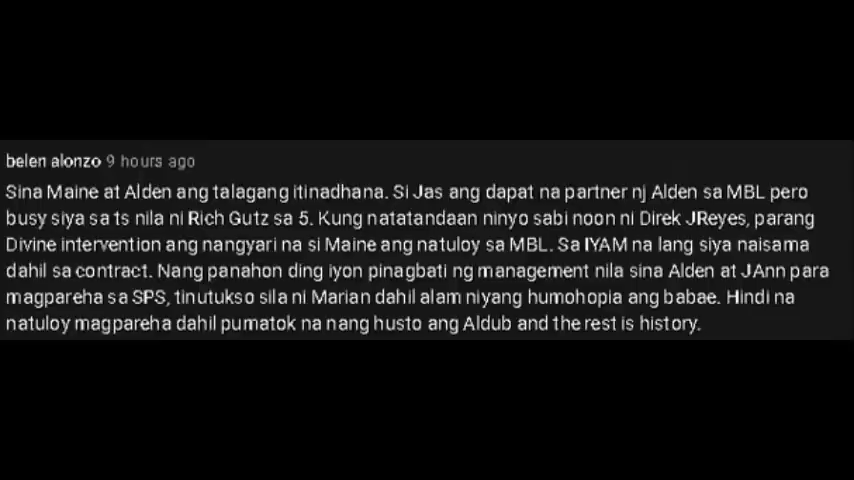 belen alonzo 9 hours ago
Sina Maine at Alden ang talagang itinadhana. Si Jas ang dapat na partner nj Alden sa MBL pero
busy siya sa ts nila ni Rich Gutz sa 5. Kung natatandaan ninyo sabi noon ni Direk JReyes, parang
Divine intervention ang nangyari na si Maine ang natuloy sa MBL. Sa IYAM na lang siya naisama
dahil sa contract. Nang panahon ding iyon pinagbati ng management nila sina Alden at JAnn para
magpareha sa SPS, tinutukso sila ni Marian dahil alam niyang humohopia ang babae. Hindi na
natuloy magpareha dahil pumatok na nang husto ang Aldub and the rest is history.